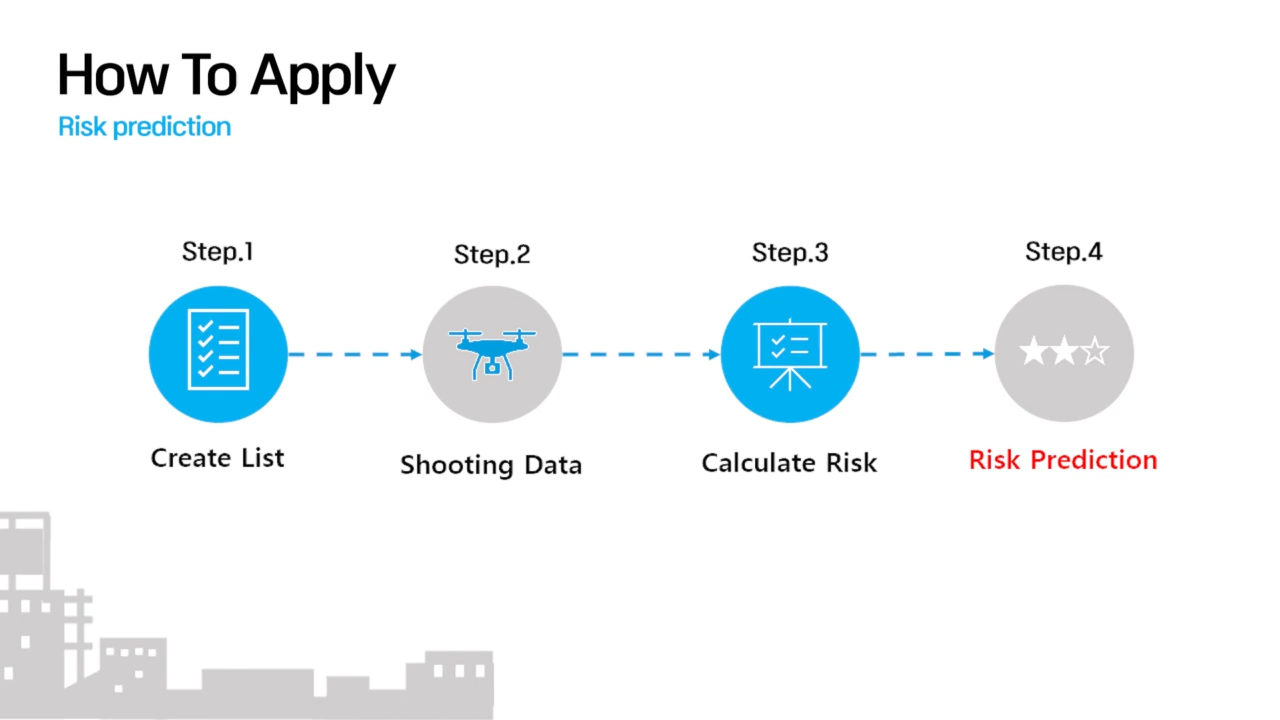 How To Apply
Risk prediction
Step.1
Step.2
Step.3
Step.4
Create List
Shooting Data
Calculate Risk
Risk Prediction